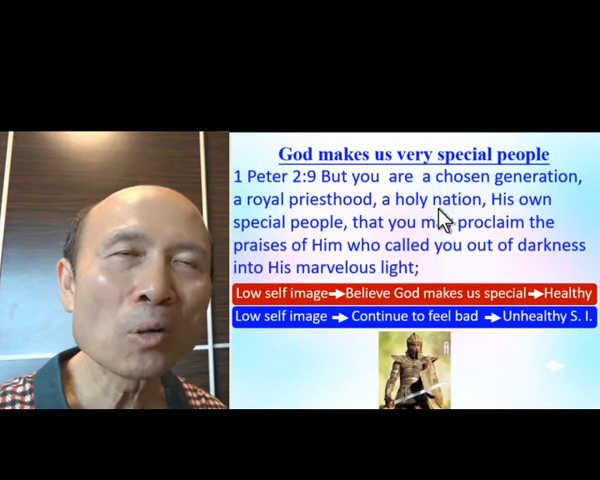 God makes us very special people
1 Peter 2:9 But you are a chosen generation,
a royal priesthood, a holy nation, His own
special people, that you may proclaim the
praises of Him who called you out of darkness
into His marvelous light;
Low self image Believe God makes us special Healthy
Low self image Continue to feel bad Unhealthy S. I.